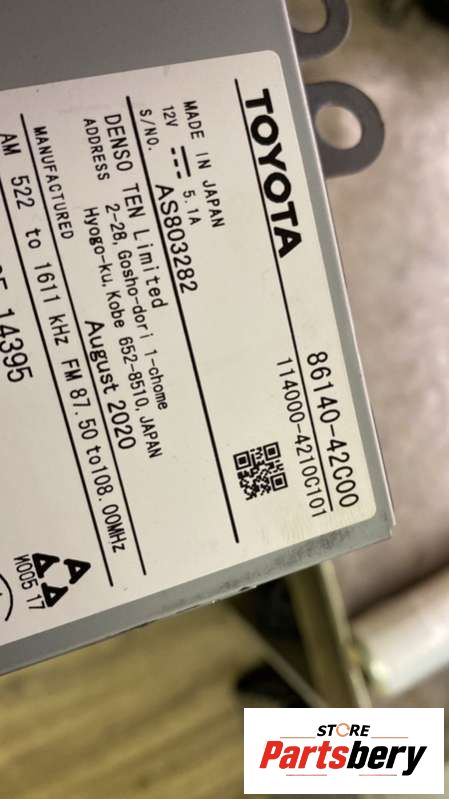 TOYOTA
86140-42C00
114000-4210C101
MADE IN JAPAN
12V 5.1A
S/NO. AS803282
DENSO TEN Limited
ADDRESS 2-28, Gosho-dori 1-chome
Hyogo-ku, Kobe 652-8510, JAPAN
MANUFACTURED August 2020
AM 522 to 1611 kHz FM 87.50 to 108.00MHz
14395
И005 17
STORE
Partsbery